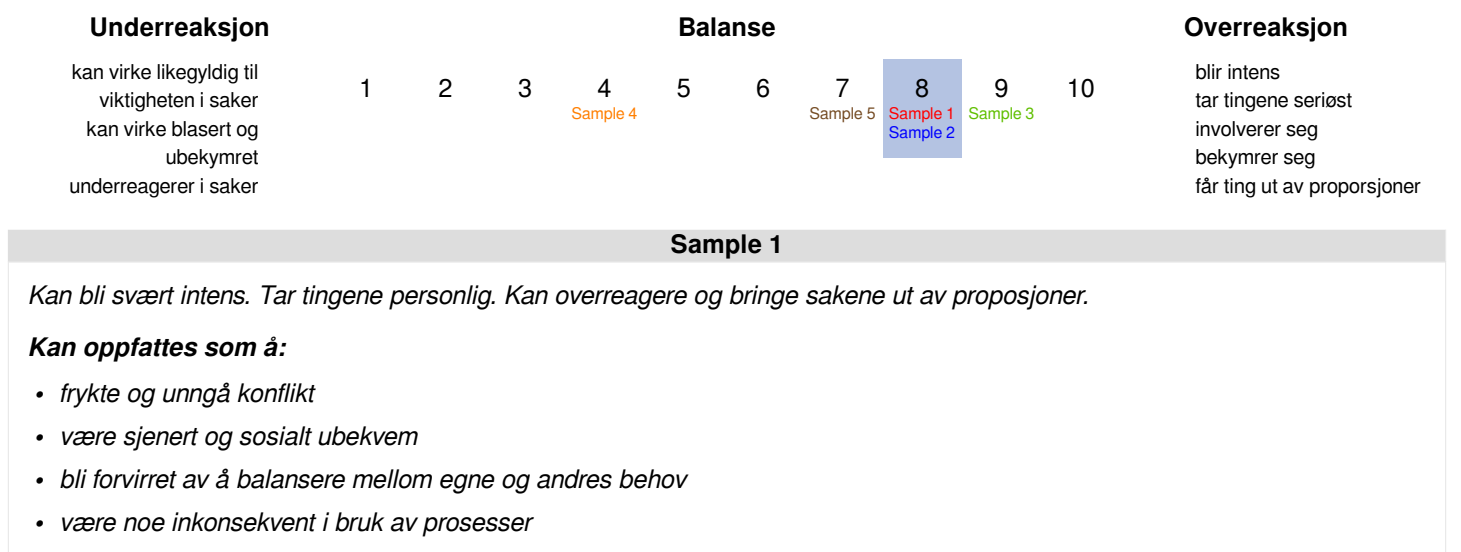 Underreaksjon
Balanse
Overreaksjon
kan virke likegyldig til
viktigheten i saker
kan virke blasert og
ubekymret
underreagerer i saker
1 2 3 4 5 6 7 8 9 10
Sample 4 Sample 5 Sample 1 Sample 3
Sample 2
blir intens
tar tingene seriøst
involverer seg
bekymrer seg
får ting ut av proporsjoner
Sample 1
Kan bli svært intens. Tar tingene personlig. Kan overreagere og bringe sakene ut av proposjoner.
Kan oppfattes som å:
• frykte og unngå konflikt
• være sjenert og sosialt ubekvem
• bli forvirret av å balansere mellom egne og andres behov
• være noe inkonsekvent i bruk av prosesser